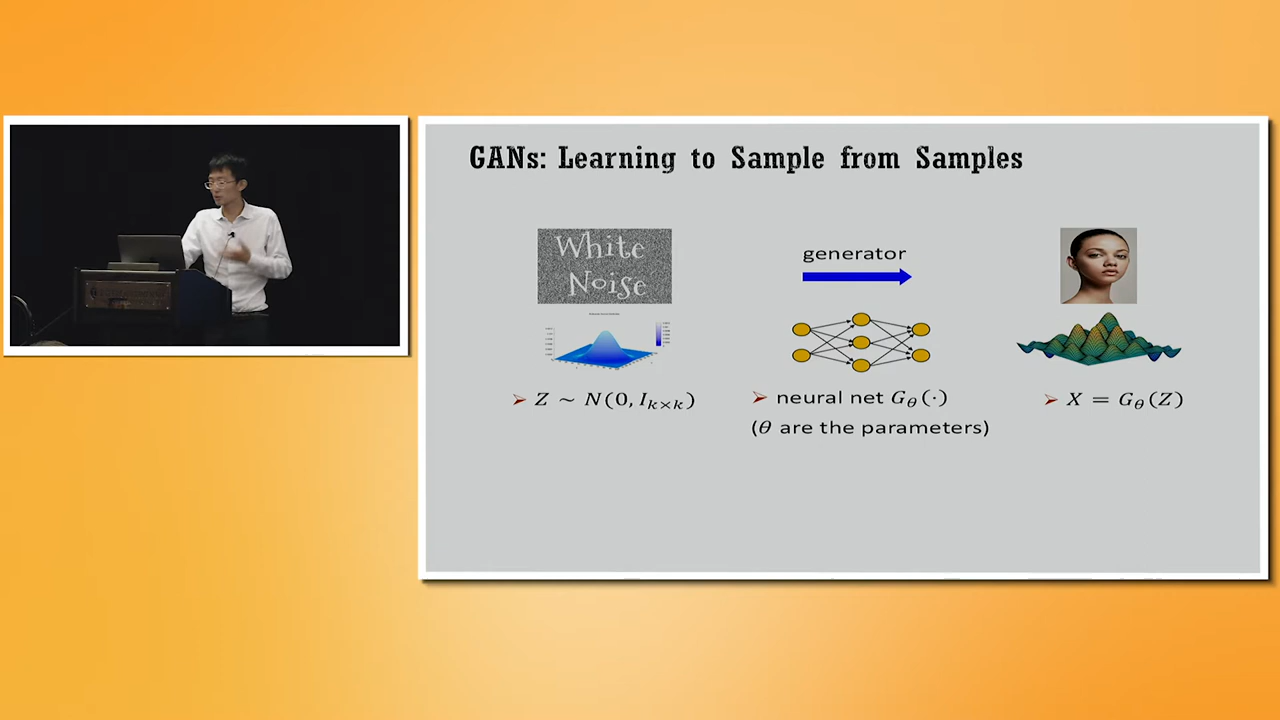 GANs: Learning to Sample from Samples
White
Noise
generator
➢ Z ~ N(0, I_{k×k})
➢ neural net G_θ(·)
(θ are the parameters)
➢ X = G_θ(Z)